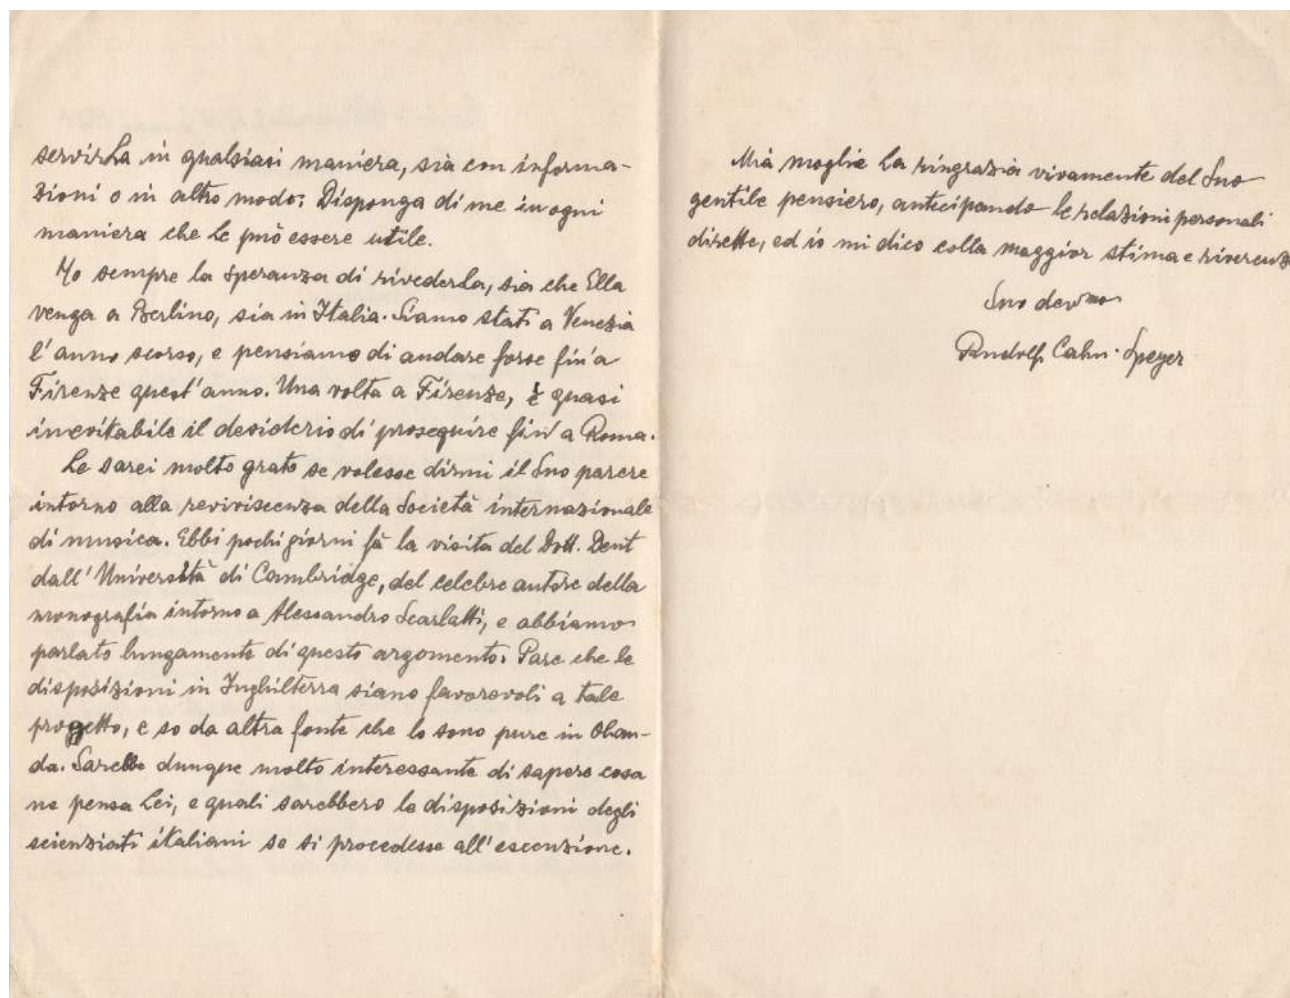 servirLa in qualsiasi maniera, sia con informa-
zioni o in altro modo. Disponga di me in ogni
maniera che Le può essere utile.
Ho sempre la speranza di rivederLa, sia che Ella
venga a Berlino, sia in Italia. Siamo stati a Venezia
l'anno scorso, e pensiamo di andare forse fin'a
Firenze quest'anno. Una volta a Firenze, è quasi
inevitabile il desiderio di proseguire fin' a Roma.
Le sarei molto grato se volesse dirmi il Suo parere
intorno alla reviviscenza della Società internazionale
di musica. Ebbi pochi giorni fà la visita del Dott. Dent
dall'Università di Cambridge, del celebre autore della
monografia intorno a Alessandro Scarlatti, e abbiamo
parlato lungamente di questo argomento. Pare che le
disposizioni in Inghilterra siano favorevoli a tale
progetto, e so da altra fonte che lo sono pure in Olan-
da. Sarebbe dunque molto interessante di sapere cosa
ne pensa Lei, e quali sarebbero le disposizioni degli
scienziati italiani se si procedesse all'esecuzione.
Mia moglie La ringrazia vivamente del Suo
gentile pensiero, anticipando le relazioni personali
dirette, ed io mi dico colla maggior stima e riverenza
Suo devmo
Rudolf Cahn-Speyer